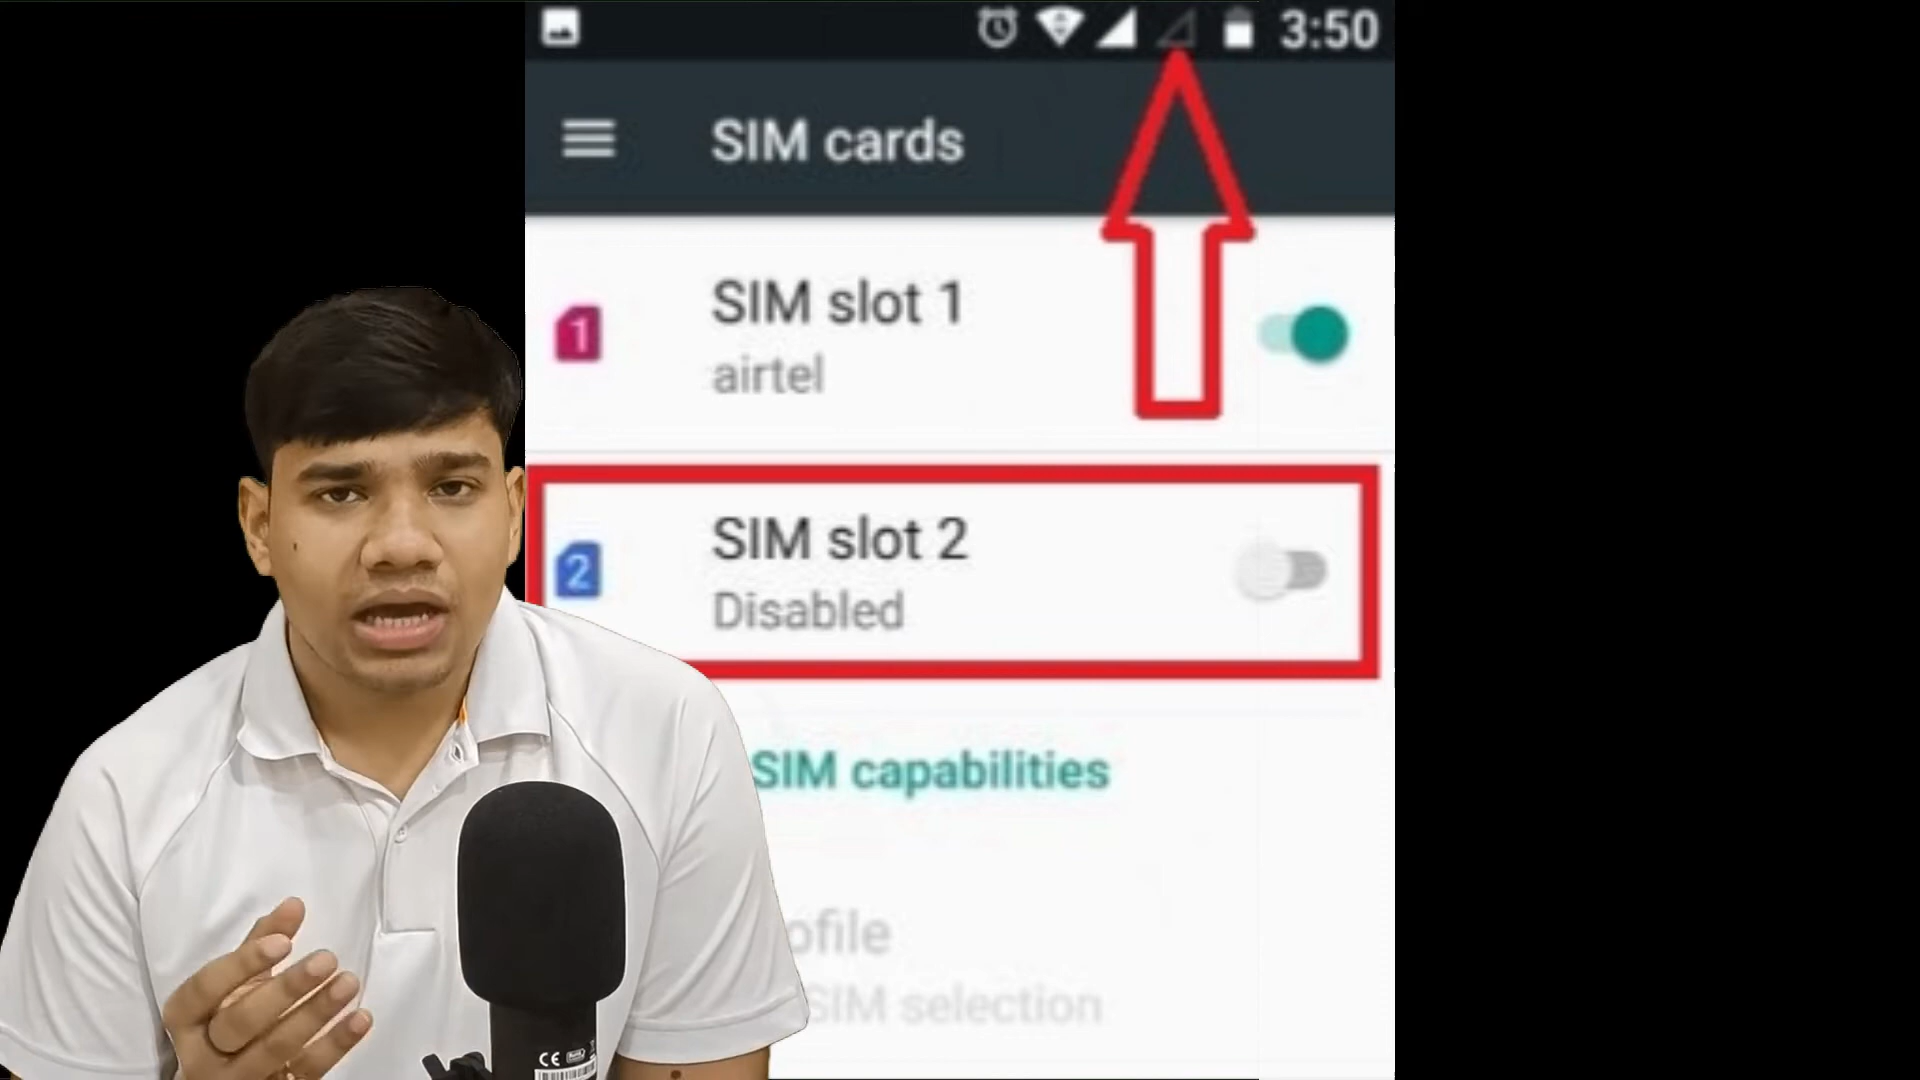 3:50
SIM cards
1
SIM slot 1
airtel
2
SIM slot 2
Disabled
SIM capabilities
ofile
SIM selection
CE